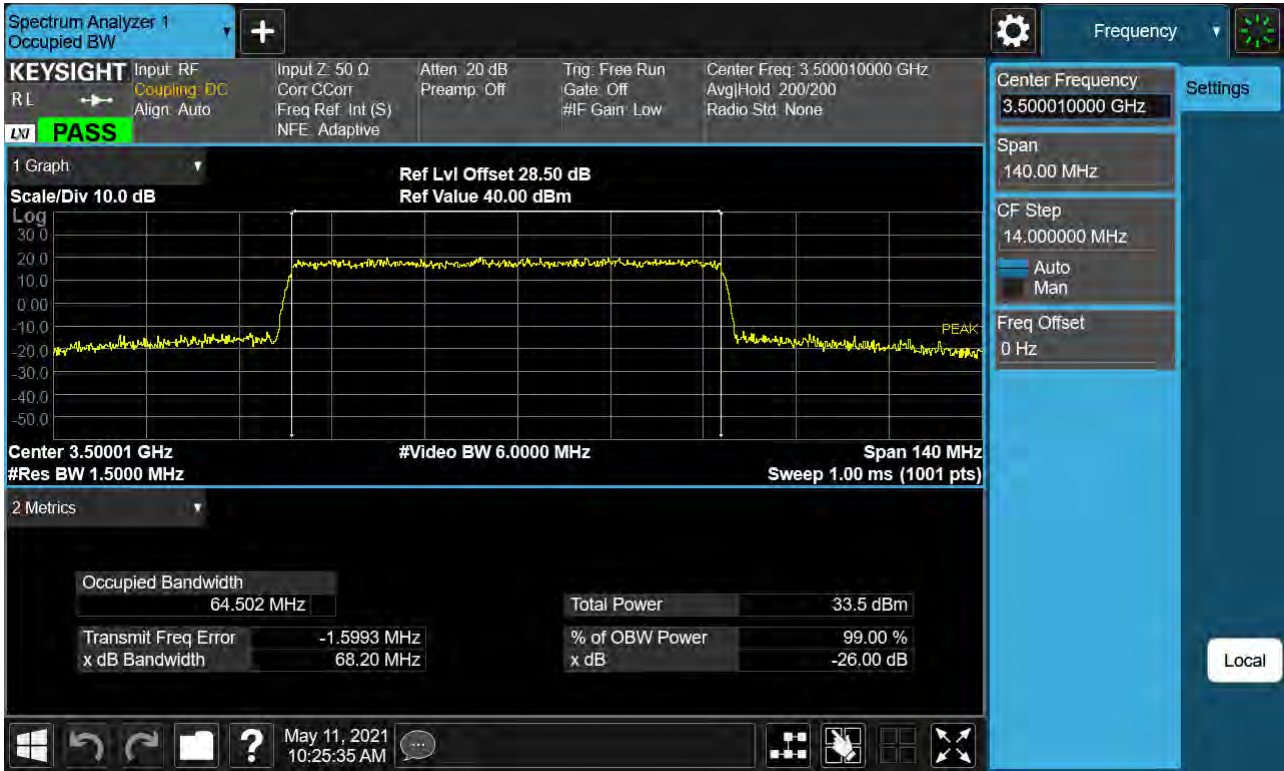 Spectrum Analyzer 1
Occupied BW
Frequency
KEYSIGHT
R L
LXI PASS
Input: RF
Coupling: DC
Align: Auto
Input Z: 50 Ω
Corr CCorr
Freq Ref: Int (S)
NFE: Adaptive
Atten: 20 dB
Preamp: Off
Trig: Free Run
Gate: Off
#IF Gain: Low
Center Freq: 3.500010000 GHz
Avg|Hold: 200/200
Radio Std: None
Center Frequency
3.500010000 GHz
Settings
Span
140.00 MHz
CF Step
14.000000 MHz
Auto
Man
Freq Offset
0 Hz
Local
1 Graph
Scale/Div 10.0 dB
Ref Lvl Offset 28.50 dB
Ref Value 40.00 dBm
Log
30.0
20.0
10.0
0.00
-10.0
-20.0
-30.0
-40.0
-50.0
PEAK
Center 3.50001 GHz
#Video BW 6.0000 MHz
Span 140 MHz
#Res BW 1.5000 MHz
Sweep 1.00 ms (1001 pts)
2 Metrics
Occupied Bandwidth
64.502 MHz
Total Power 33.5 dBm
Transmit Freq Error -1.5993 MHz
% of OBW Power 99.00 %
x dB Bandwidth 68.20 MHz
x dB -26.00 dB
?
May 11, 2021
10:25:35 AM